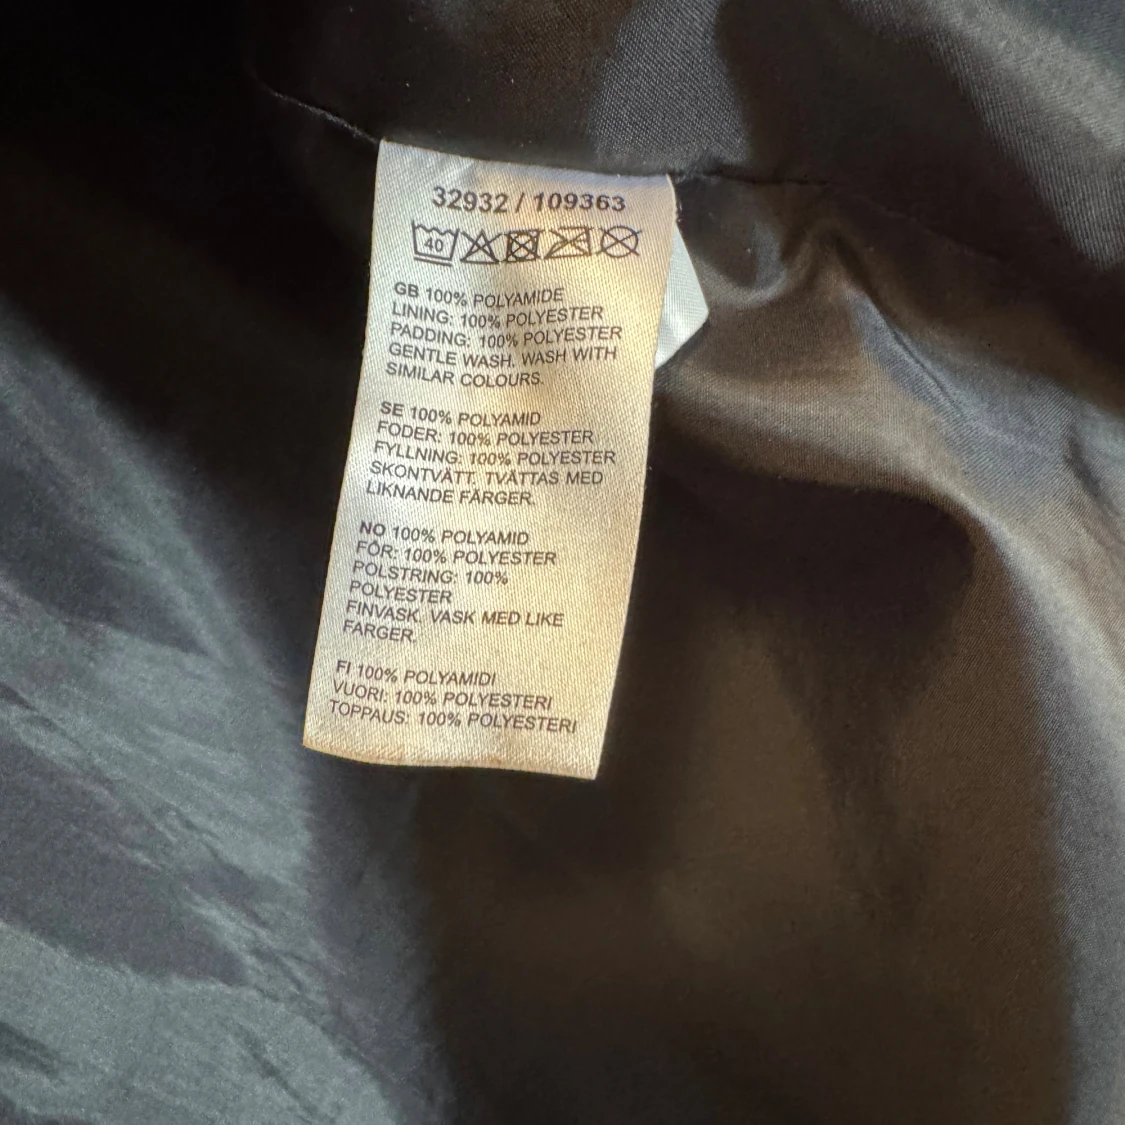 32932 / 109363
40
GB 100% POLYAMIDE
LINING: 100% POLYESTER
PADDING: 100% POLYESTER
GENTLE WASH. WASH WITH
SIMILAR COLOURS.
SE 100% POLYAMID
FODER: 100% POLYESTER
FYLLNING: 100% POLYESTER
SKONTVÄTT. TVÄTTAS MED
LIKNANDE FÄRGER.
NO 100% POLYAMID
FÔR: 100% POLYESTER
POLSTRING: 100%
POLYESTER
FINVASK. VASK MED LIKE
FARGER.
FI 100% POLYAMIDI
VUORI: 100% POLYESTERI
TOPPAUS: 100% POLYESTERI